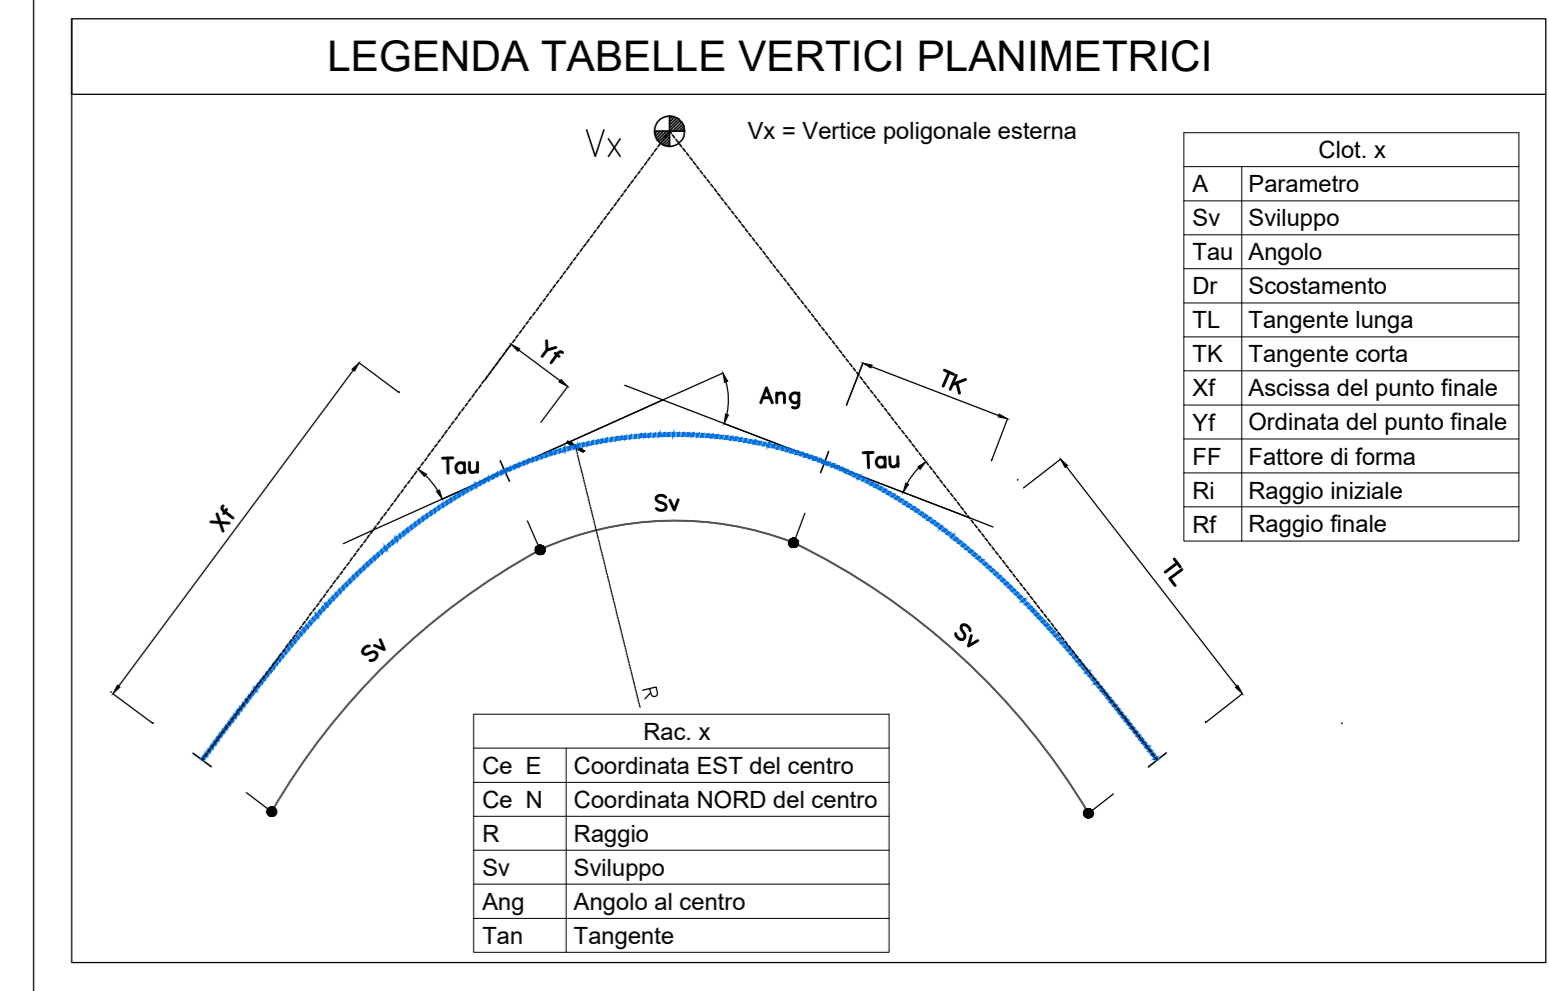 LEGENDA TABELLE VERTICI PLANIMETRICI
Vx
Vx = Vertice poligonale esterna
Clot. x
A Parametro
Sv Sviluppo
Tau Angolo
Dr Scostamento
TL Tangente lunga
TK Tangente corta
Xf Ascissa del punto finale
Yf Ordinata del punto finale
FF Fattore di forma
Ri Raggio iniziale
Rf Raggio finale
Yf
TK
Ang
Tau
Tau
Xf
Sv
TL
Sv
Sv
R
Rac. x
Ce E Coordinata EST del centro
Ce N Coordinata NORD del centro
R Raggio
Sv Sviluppo
Ang Angolo al centro
Tan Tangente